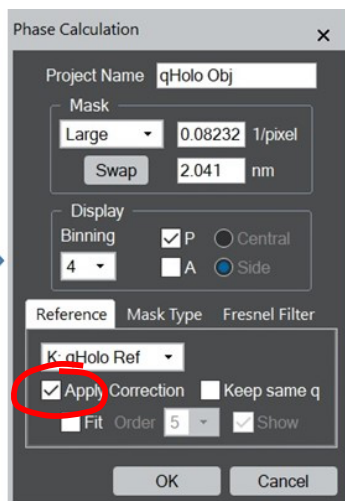 Phase Calculation
Project Name qHolo Obj
Mask
Large 0.08232 1/pixel
Swap 2.041 nm
Display
Binning P Central
4 A Side
Reference Mask Type Fresnel Filter
K: qHolo Ref
Apply Correction Keep same q
Fit Order 5 Show
OK Cancel